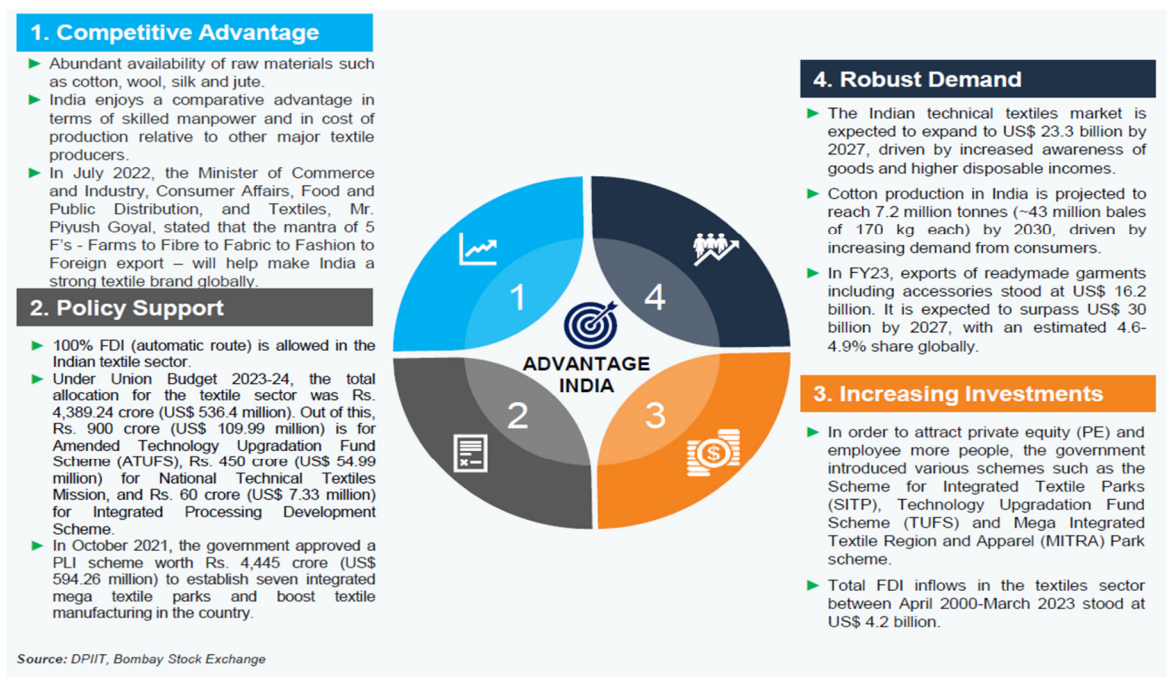 1. Competitive Advantage
► Abundant availability of raw materials such
as cotton, wool, silk and jute.
► India enjoys a comparative advantage in
terms of skilled manpower and in cost of
production relative to other major textile
producers.
► In July 2022, the Minister of Commerce
and Industry, Consumer Affairs, Food and
Public Distribution, and Textiles, Mr.
Piyush Goyal, stated that the mantra of 5
F's - Farms to Fibre to Fabric to Fashion to
Foreign export – will help make India a
strong textile brand globally.
2. Policy Support
► 100% FDI (automatic route) is allowed in the
Indian textile sector.
► Under Union Budget 2023-24, the total
allocation for the textile sector was Rs.
4,389.24 crore (US$ 536.4 million). Out of this,
Rs. 900 crore (US$ 109.99 million) is for
Amended Technology Upgradation Fund
Scheme (ATUFS), Rs. 450 crore (US$ 54.99
million) for National Technical Textiles
Mission, and Rs. 60 crore (US$ 7.33 million)
for Integrated Processing Development
Scheme.
► In October 2021, the government approved a
PLI scheme worth Rs. 4,445 crore (US$
594.26 million) to establish seven integrated
mega textile parks and boost textile
manufacturing in the country.
1
4
ADVANTAGE
INDIA
2
3
4. Robust Demand
► The Indian technical textiles market is
expected to expand to US$ 23.3 billion by
2027, driven by increased awareness of
goods and higher disposable incomes.
► Cotton production in India is projected to
reach 7.2 million tonnes (~43 million bales
of 170 kg each) by 2030, driven by
increasing demand from consumers.
► In FY23, exports of readymade garments
including accessories stood at US$ 16.2
billion. It is expected to surpass US$ 30
billion by 2027, with an estimated 4.6-
4.9% share globally.
3. Increasing Investments
► In order to attract private equity (PE) and
employee more people, the government
introduced various schemes such as the
Scheme for Integrated Textile Parks
(SITP), Technology Upgradation Fund
Scheme (TUFS) and Mega Integrated
Textile Region and Apparel (MITRA) Park
scheme.
► Total FDI inflows in the textiles sector
between April 2000-March 2023 stood at
US$ 4.2 billion.
Source: DPIIT, Bombay Stock Exchange